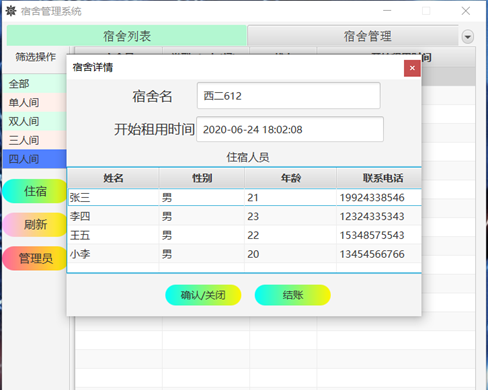 宿舍管理系统
宿舍列表 宿舍管理
筛选操作
全部
单人间
双人间
三人间
四人间
住宿
刷新
管理员
宿舍详情
宿舍名 西二612
开始租用时间 2020-06-24 18:02:08
住宿人员
姓名 性别 年龄 联系电话
张三 男 21 19924338546
李四 男 23 12324335343
王五 男 22 15348575543
小李 男 20 13454566766
确认/关闭 结账